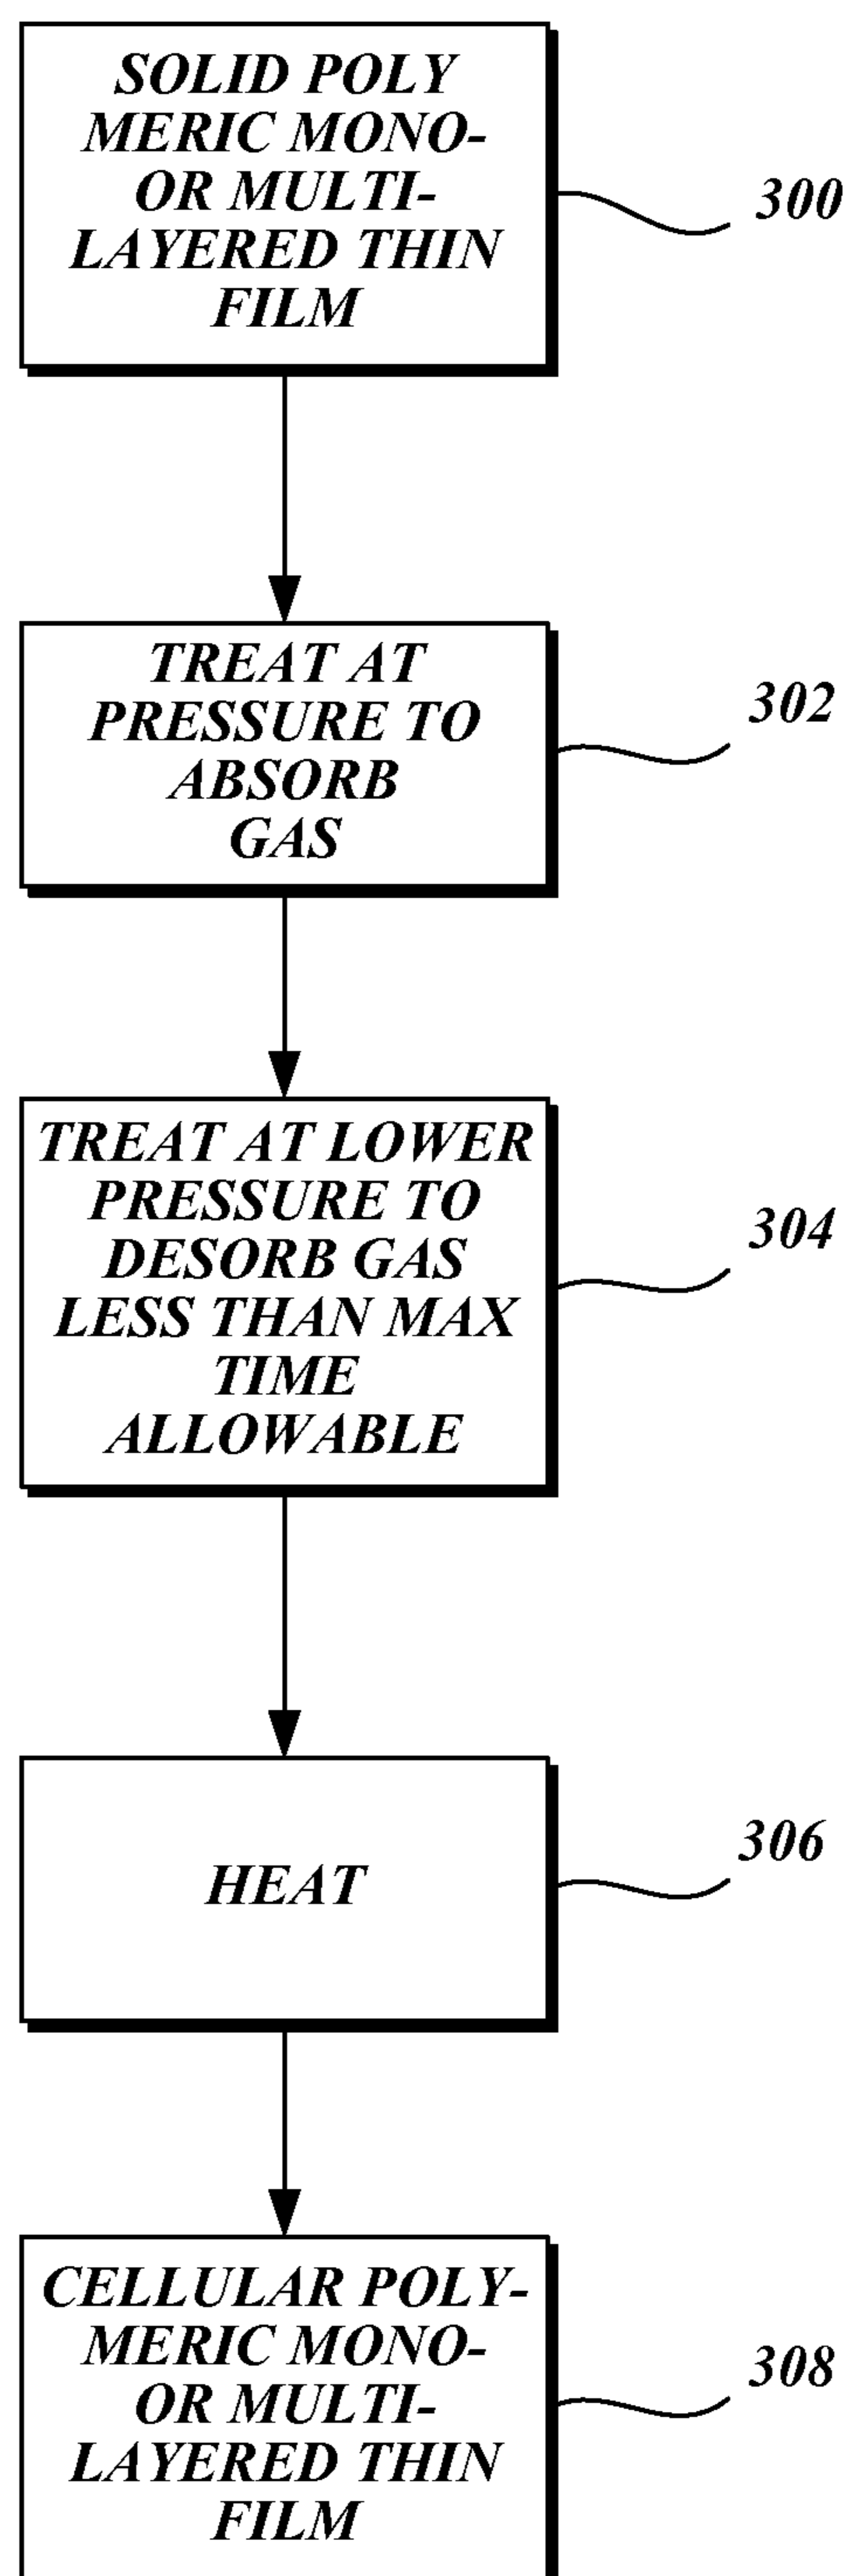 SOLID POLY
MERIC MONO-
OR MULTI-
LAYERED THIN
FILM
300
TREAT AT
PRESSURE TO
ABSORB
GAS
302
TREAT AT LOWER
PRESSURE TO
DESORB GAS
LESS THAN MAX
TIME
ALLOWABLE
304
HEAT
306
CELLULAR POLY-
MERIC MONO-
OR MULTI-
LAYERED THIN
FILM
308